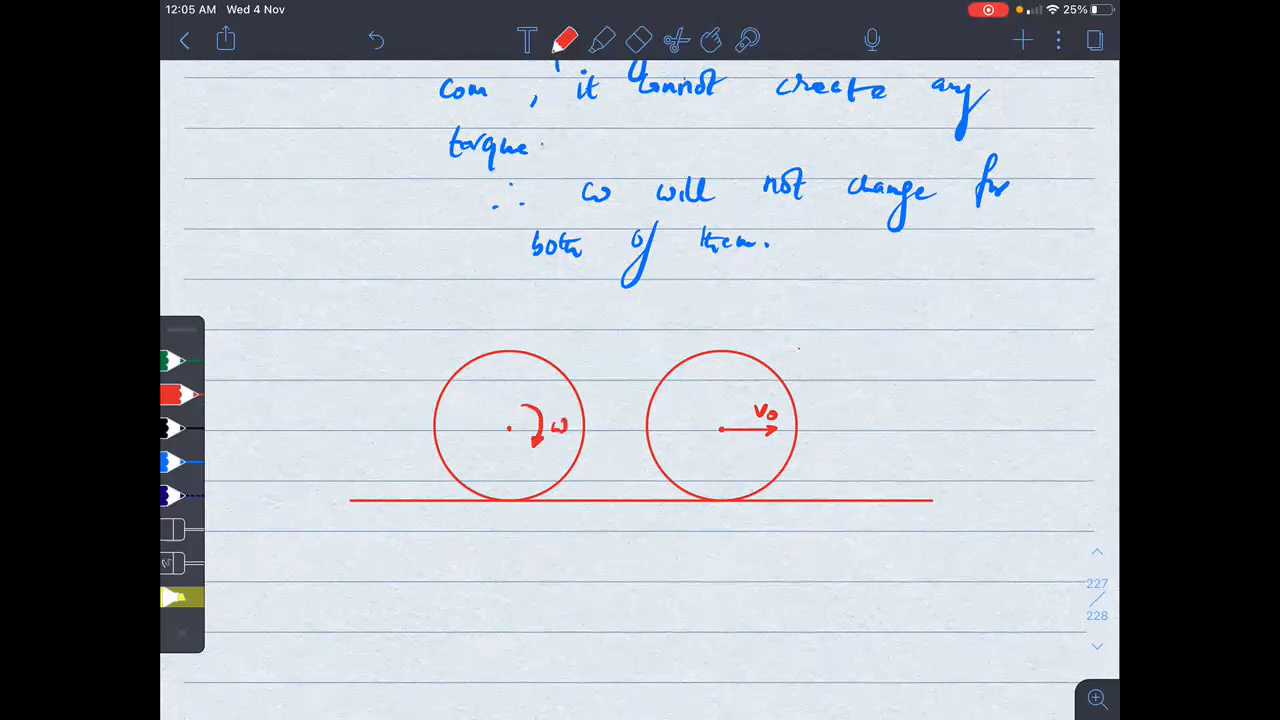 12:05 AM Wed 4 Nov
25%
T
com , it cannot create any
torque.
∴ ω will not change for
both of them.
ω
v₀
227
228